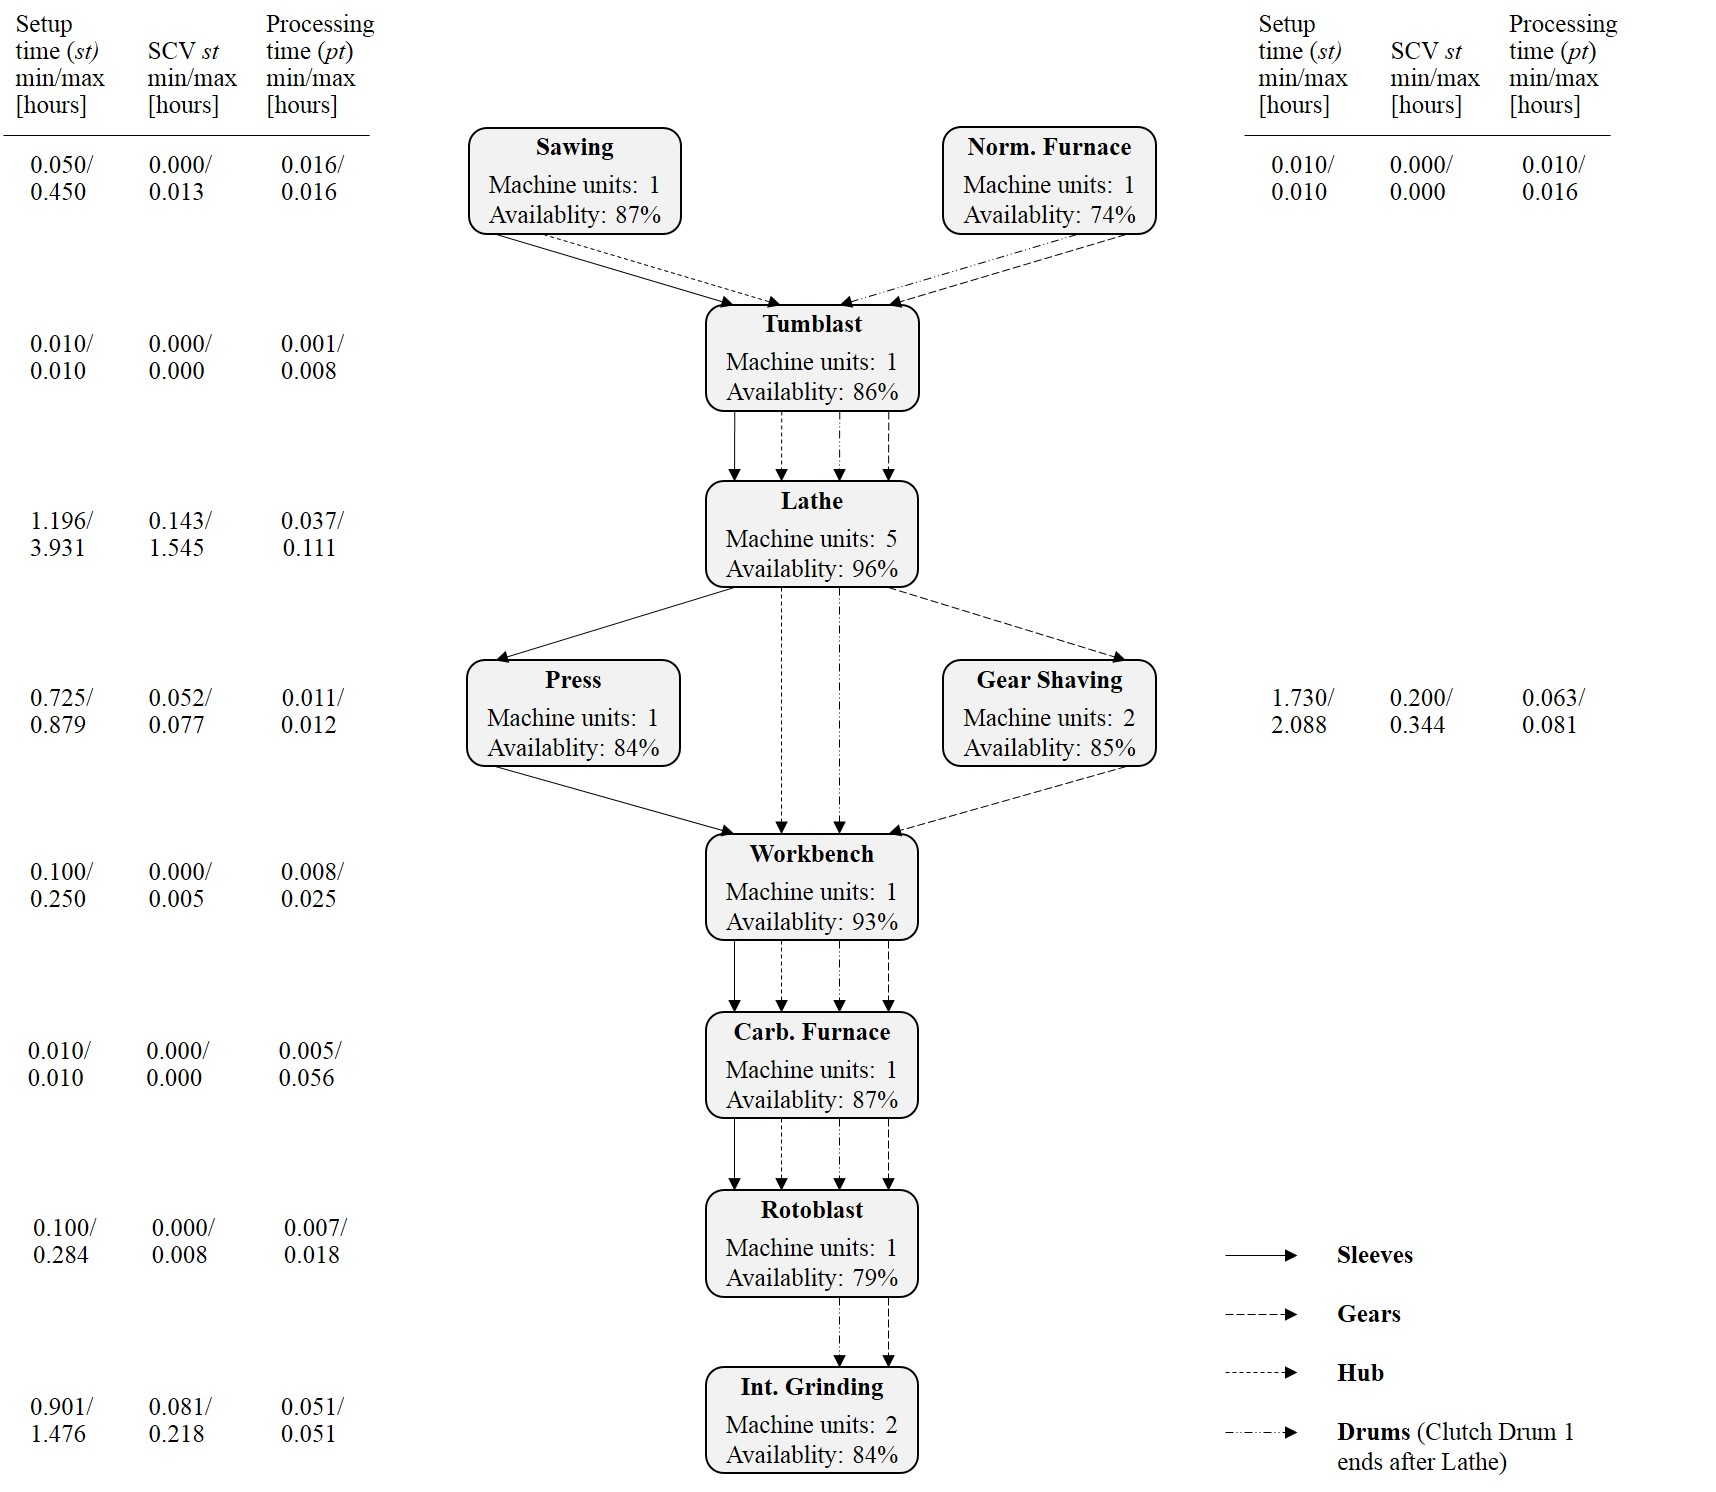 Setup
time (st)
min/max
[hours]
SCV st
min/max
[hours]
Processing
time (pt)
min/max
[hours]
Setup
time (st)
min/max
[hours]
SCV st
min/max
[hours]
Processing
time (pt)
min/max
[hours]
0.050/
0.450
0.000/
0.013
0.016/
0.016
Sawing
Machine units: 1
Availablity: 87%
Norm. Furnace
Machine units: 1
Availablity: 74%
0.010/
0.010
0.000/
0.000
0.010/
0.016
0.010/
0.010
0.000/
0.000
0.001/
0.008
Tumblast
Machine units: 1
Availablity: 86%
1.196/
3.931
0.143/
1.545
0.037/
0.111
Lathe
Machine units: 5
Availablity: 96%
0.725/
0.879
0.052/
0.077
0.011/
0.012
Press
Machine units: 1
Availablity: 84%
Gear Shaving
Machine units: 2
Availablity: 85%
1.730/
2.088
0.200/
0.344
0.063/
0.081
0.100/
0.250
0.000/
0.005
0.008/
0.025
Workbench
Machine units: 1
Availablity: 93%
0.010/
0.010
0.000/
0.000
0.005/
0.056
Carb. Furnace
Machine units: 1
Availablity: 87%
0.100/
0.284
0.000/
0.008
0.007/
0.018
Rotoblast
Machine units: 1
Availablity: 79%
0.901/
1.476
0.081/
0.218
0.051/
0.051
Int. Grinding
Machine units: 2
Availablity: 84%
Sleeves
Gears
Hub
Drums (Clutch Drum 1
ends after Lathe)